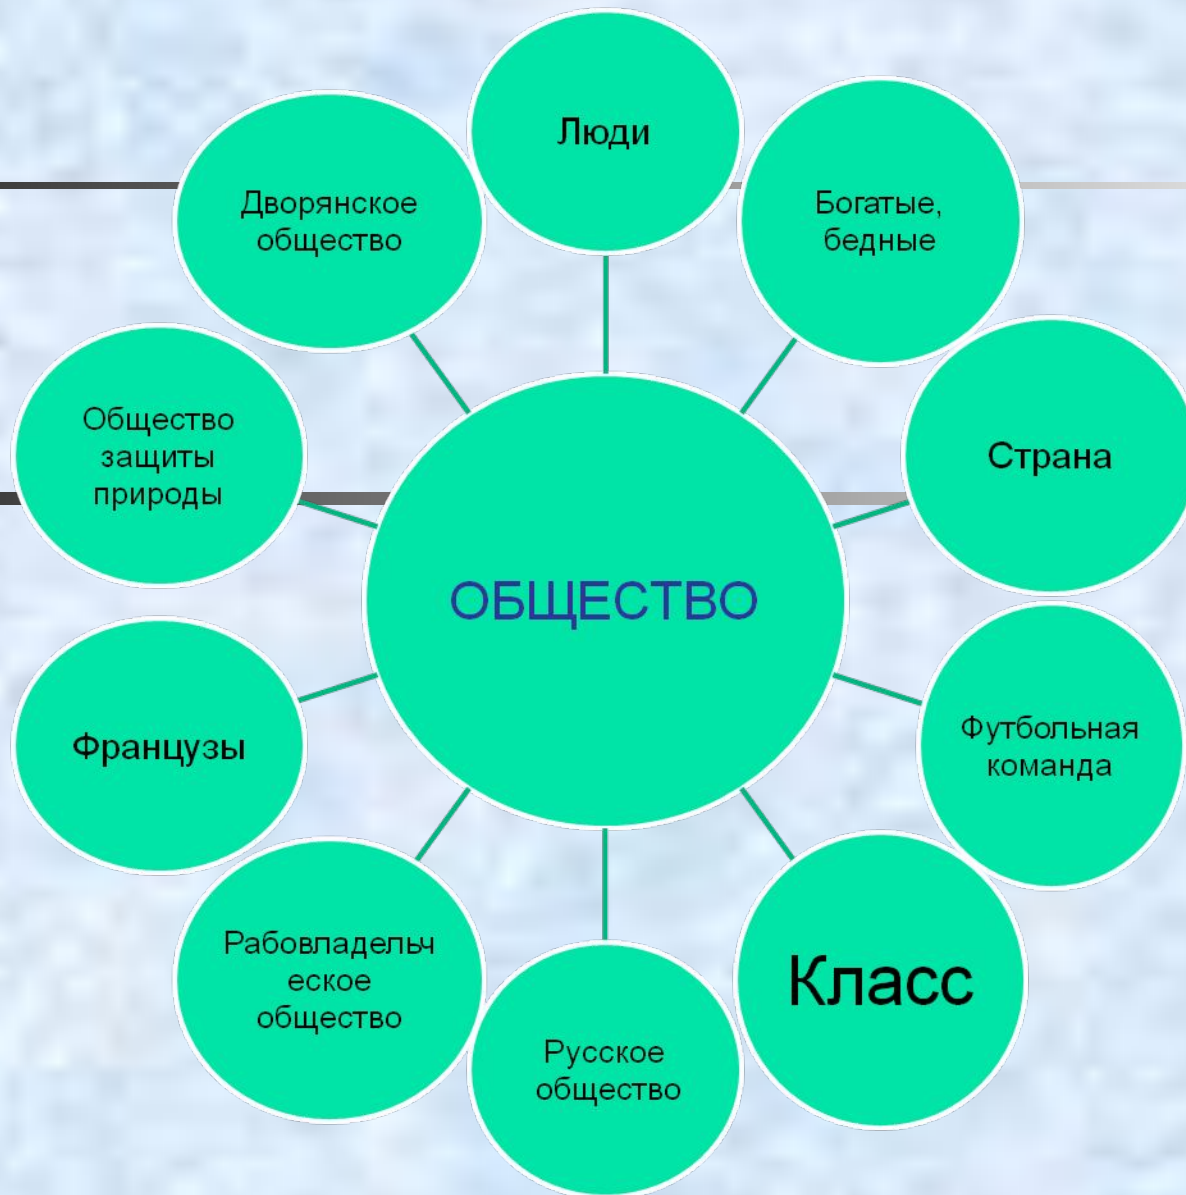 Люди
Богатые,
бедные
Страна
Футбольная
команда
Класс
Русское
общество
Рабовладельч
еское
общество
Французы
Общество
защиты
природы
Дворянское
общество
ОБЩЕСТВО